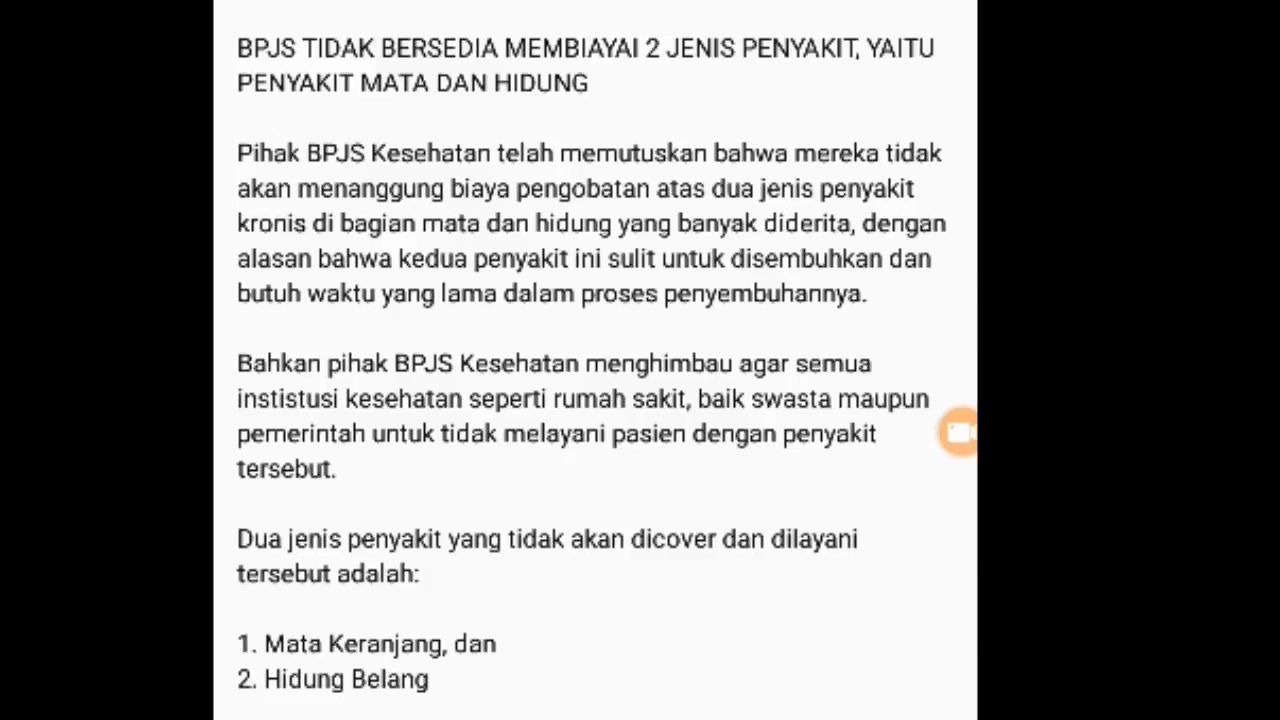 BPJS TIDAK BERSEDIA MEMBIAYAI 2 JENIS PENYAKIT, YAITU
PENYAKIT MATA DAN HIDUNG
Pihak BPJS Kesehatan telah memutuskan bahwa mereka tidak
akan menanggung biaya pengobatan atas dua jenis penyakit
kronis di bagian mata dan hidung yang banyak diderita, dengan
alasan bahwa kedua penyakit ini sulit untuk disembuhkan dan
butuh waktu yang lama dalam proses penyembuhannya.
Bahkan pihak BPJS Kesehatan menghimbau agar semua
instistusi kesehatan seperti rumah sakit, baik swasta maupun
pemerintah untuk tidak melayani pasien dengan penyakit
tersebut.
Dua jenis penyakit yang tidak akan dicover dan dilayani
tersebut adalah:
1. Mata Keranjang, dan
2. Hidung Belang